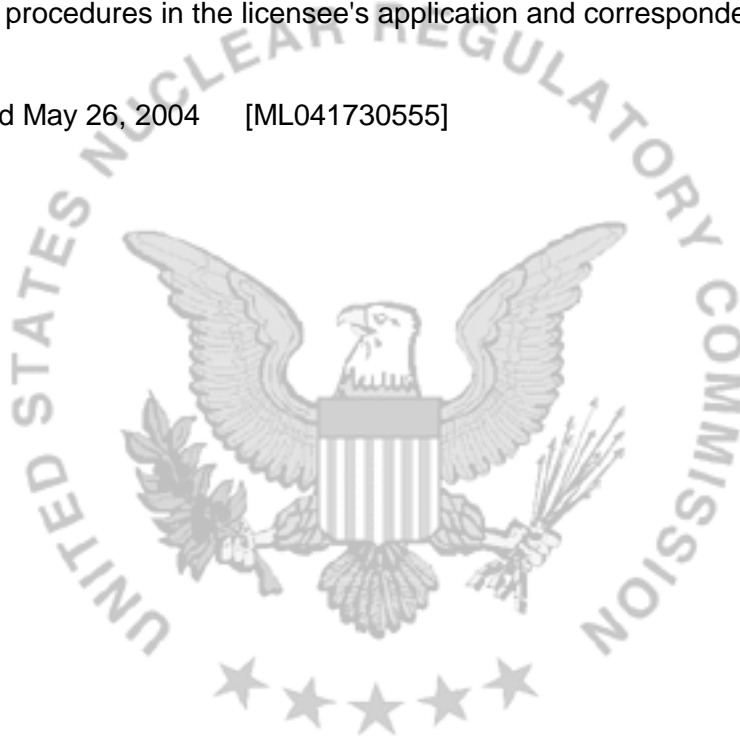 procedures in the licensee's application and corresponde
d May 26, 2004 [ML041730555]
UNITED STATES NUCLEAR REGULATORY COMMISSION